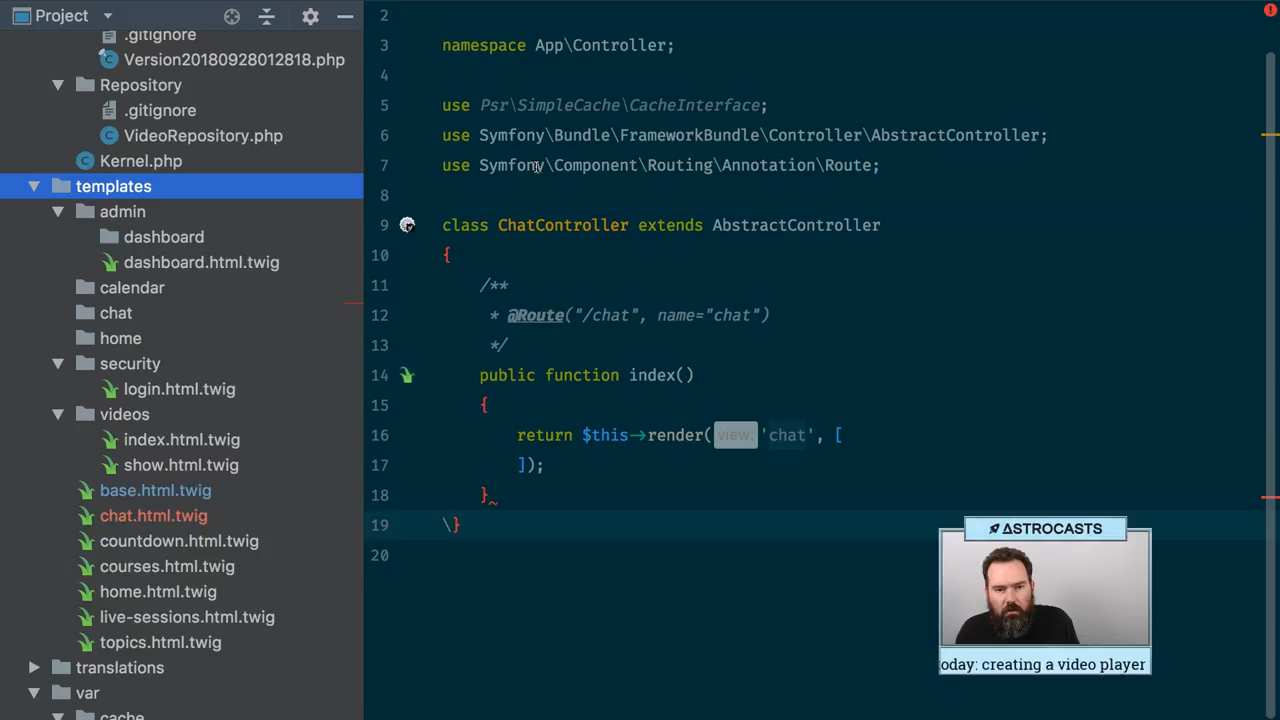 Project
.gitignore
Version20180928012818.php
Repository
.gitignore
VideoRepository.php
Kernel.php
templates
admin
dashboard
dashboard.html.twig
calendar
chat
home
security
login.html.twig
videos
index.html.twig
show.html.twig
base.html.twig
chat.html.twig
countdown.html.twig
courses.html.twig
home.html.twig
live-sessions.html.twig
topics.html.twig
translations
var
cache
2
3 namespace App\Controller;
4
5 use Psr\SimpleCache\CacheInterface;
6 use Symfony\Bundle\FrameworkBundle\Controller\AbstractController;
7 use Symfony\Component\Routing\Annotation\Route;
8
9 class ChatController extends AbstractController
10 {
11 /**
12 * @Route("/chat", name="chat")
13 */
14 public function index()
15 {
16 return $this->render( view: 'chat', [
17 ]);
18 }
19 \}
20
ΔSTROCASTS
oday: creating a video player